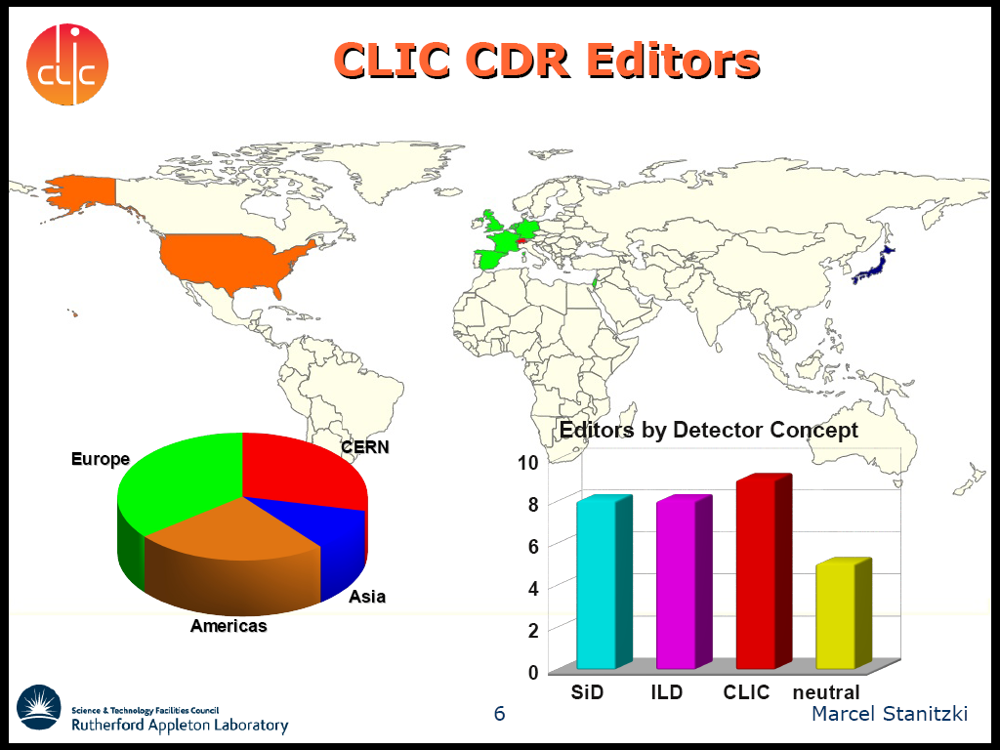 clic
CLIC CDR Editors
Europe
CERN
Asia
Americas
Editors by Detector Concept
10
8
6
4
2
0
SiD ILD CLIC neutral
Science & Technology Facilities Council
Rutherford Appleton Laboratory
6
Marcel Stanitzki